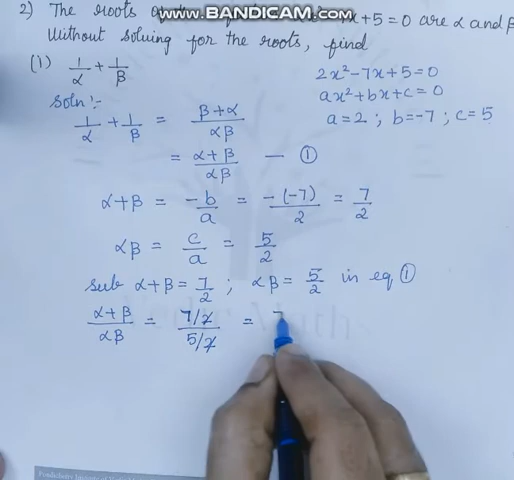 2) The roots x + 5 = 0 are α and β
www.BANDICAM.com
Without solving for the roots, find
(1) 1/α + 1/β
2x² - 7x + 5 = 0
Soln :-
ax² + bx + c = 0
1/α + 1/β = β + α / αβ
a = 2 ; b = -7 ; c = 5
= α + β / αβ — ①
α + β = -b/a = -(-7)/2 = 7/2
αβ = c/a = 5/2
Sub α + β = 7/2 ; αβ = 5/2 in eq ①
α + β / αβ = 7/2 / 5/2 = 7